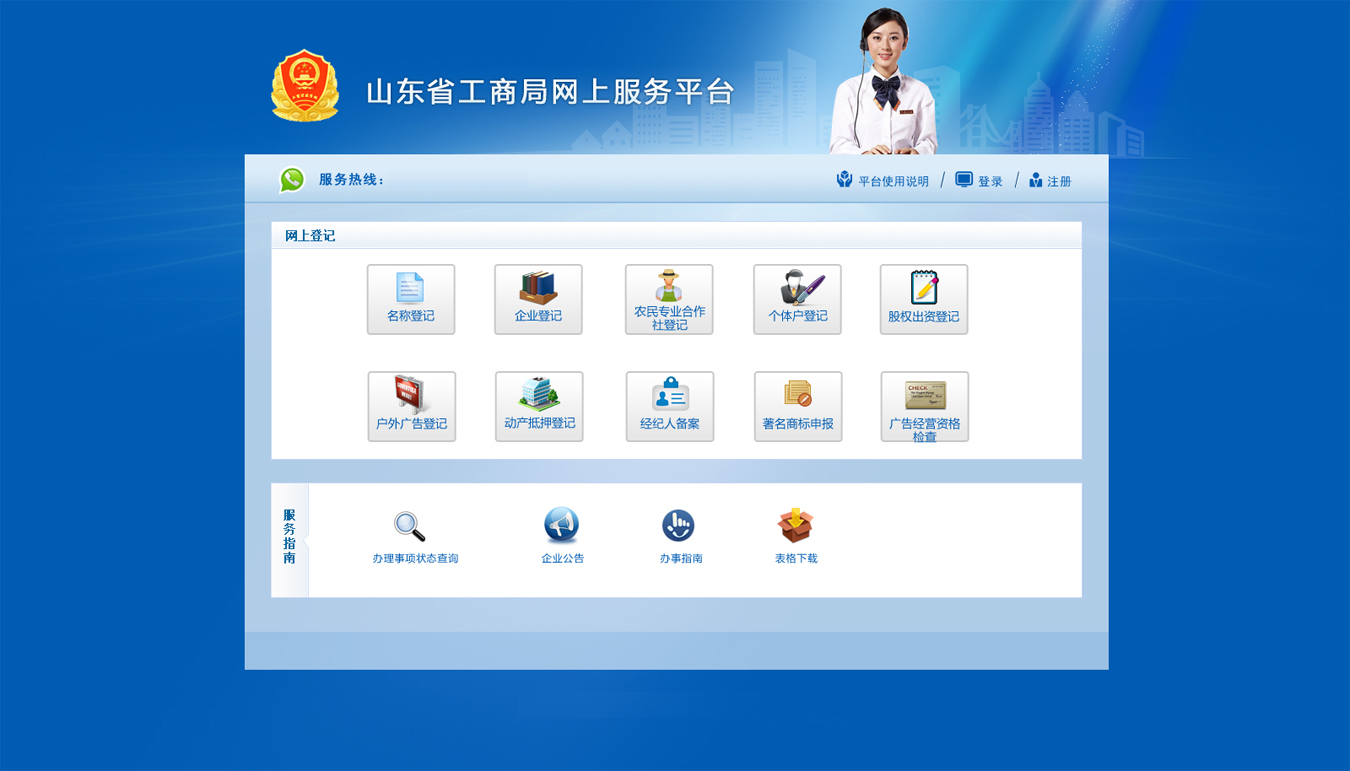 山东省工商局网上服务平台
服务热线：
平台使用说明
登录
注册
网上登记
名称登记
企业登记
农民专业合作
社登记
个体户登记
股权出资登记
户外广告登记
动产抵押登记
经纪人备案
著名商标申报
CHECK
广告经营资格
检查
服务指南
办理事项状态查询
企业公告
办事指南
表格下载